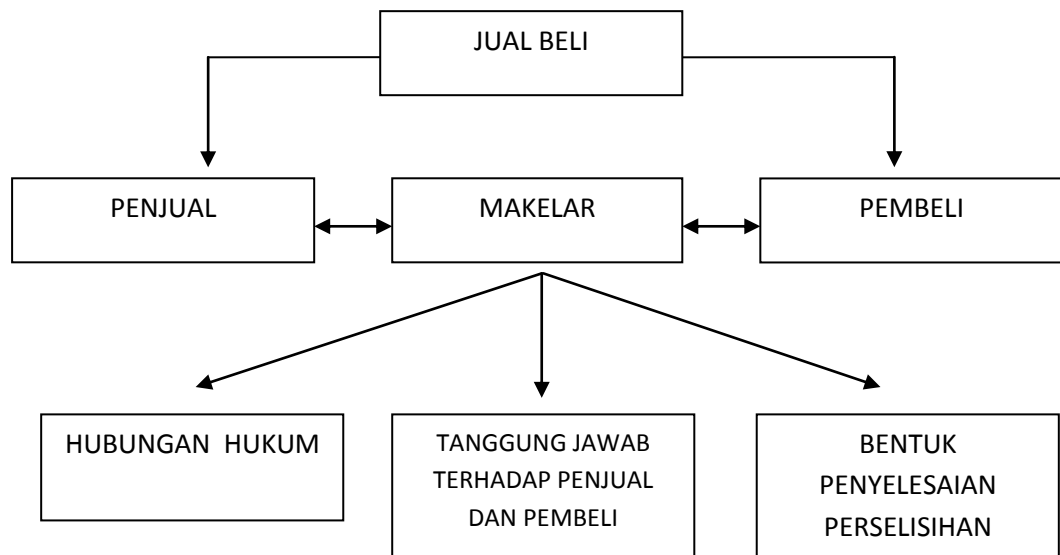 JUAL BELI
PENJUAL
MAKELAR
PEMBELI
HUBUNGAN HUKUM
TANGGUNG JAWAB
TERHADAP PENJUAL
DAN PEMBELI
BENTUK
PENYELESAIAN
PERSELISIHAN